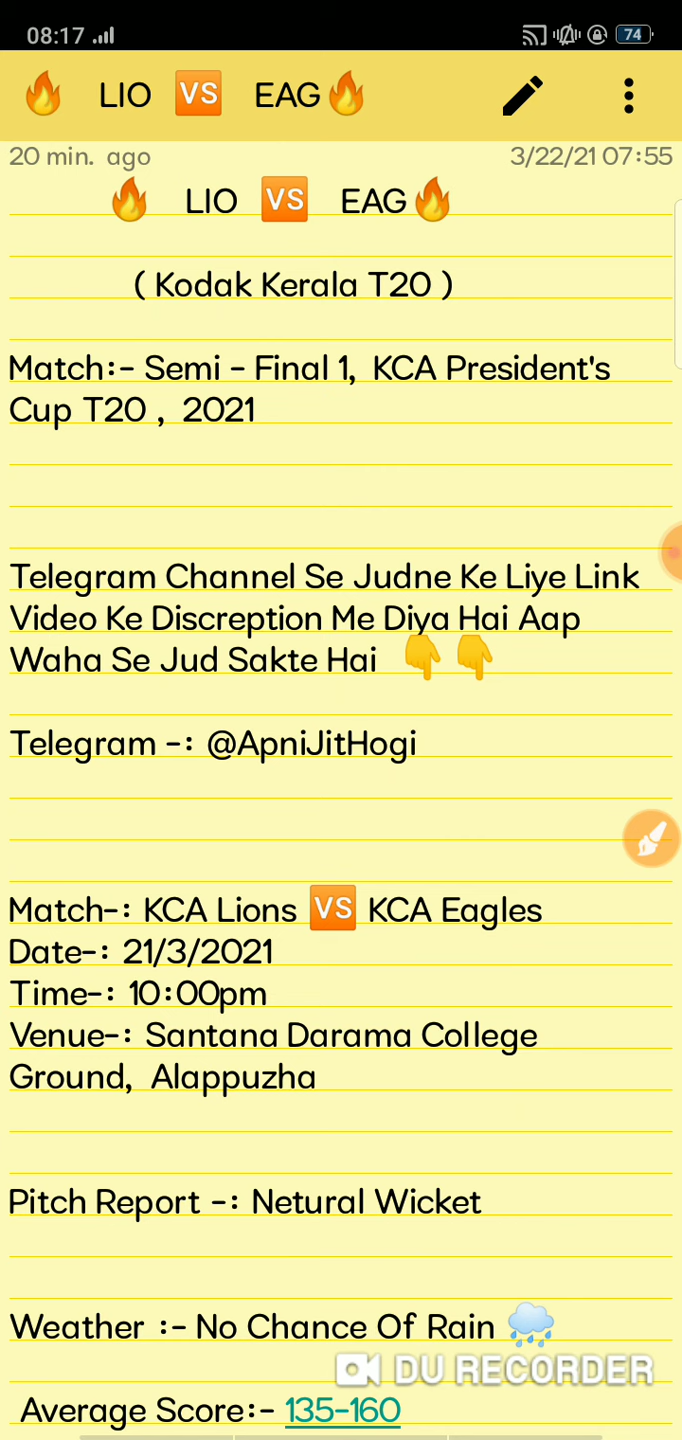 08:17
74
🔥 LIO 🆚 EAG🔥
20 min. ago 3/22/21 07:55
🔥 LIO 🆚 EAG🔥
( Kodak Kerala T20 )
Match:- Semi - Final 1, KCA President's
Cup T20 , 2021
Telegram Channel Se Judne Ke Liye Link
Video Ke Discreption Me Diya Hai Aap
Waha Se Jud Sakte Hai 👇👇
Telegram -: @ApniJitHogi
Match-: KCA Lions 🆚 KCA Eagles
Date-: 21/3/2021
Time-: 10:00pm
Venue-: Santana Darama College
Ground, Alappuzha
Pitch Report -: Netural Wicket
Weather :- No Chance Of Rain 🌧️
DU RECORDER
Average Score:- 135-160